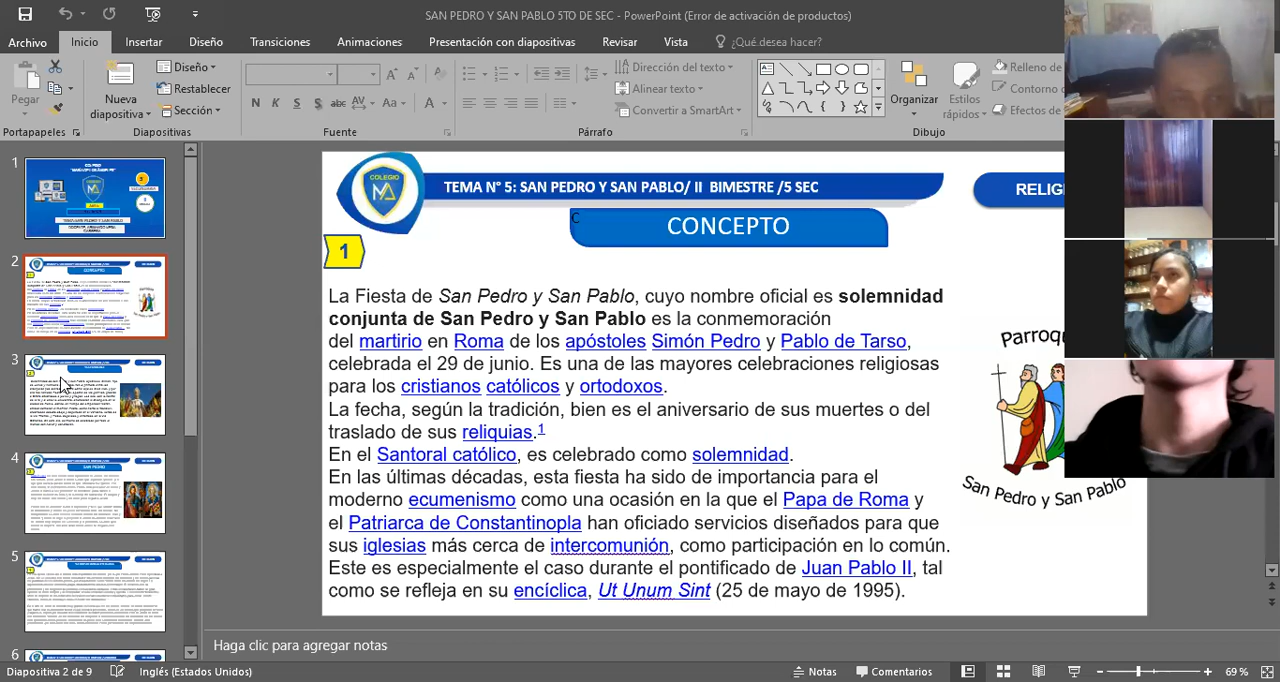 SAN PEDRO Y SAN PABLO 5TO DE SEC - PowerPoint (Error de activación de productos)
Archivo Inicio Insertar Diseño Transiciones Animaciones Presentación con diapositivas Revisar Vista ¿Qué desea hacer?
Pegar
Portapapeles
Nueva diapositiva
Diseño
Restablecer
Sección
Diapositivas
N K S S abc AV Aa A
Fuente
Dirección del texto
Alinear texto
Convertir a SmartArt
Párrafo
Organizar
Estilos rápidos
Relleno de
Contorno
Efectos de
Dibujo
1
2
3
4
5
6
TEMA N° 5: SAN PEDRO Y SAN PABLO/ II BIMESTRE /5 SEC
RELIG
COLEGIO
MA
C
CONCEPTO
1
La Fiesta de San Pedro y San Pablo, cuyo nombre oficial es solemnidad
conjunta de San Pedro y San Pablo es la conmemoración
del martirio en Roma de los apóstoles Simón Pedro y Pablo de Tarso,
celebrada el 29 de junio. Es una de las mayores celebraciones religiosas
para los cristianos católicos y ortodoxos.
La fecha, según la tradición, bien es el aniversario de sus muertes o del
traslado de sus reliquias.1
En el Santoral católico, es celebrado como solemnidad.
En las últimas décadas, esta fiesta ha sido de importancia para el
moderno ecumenismo como una ocasión en la que el Papa de Roma y
el Patriarca de Constantinopla han oficiado servicios diseñados para que
sus iglesias más cerca de intercomunión, como participación en lo común.
Este es especialmente el caso durante el pontificado de Juan Pablo II, tal
como se refleja en su encíclica, Ut Unum Sint (25 de mayo de 1995).
Parroq
San Pedro y San Pablo
Haga clic para agregar notas
Diapositiva 2 de 9 Inglés (Estados Unidos) Notas Comentarios 69 %